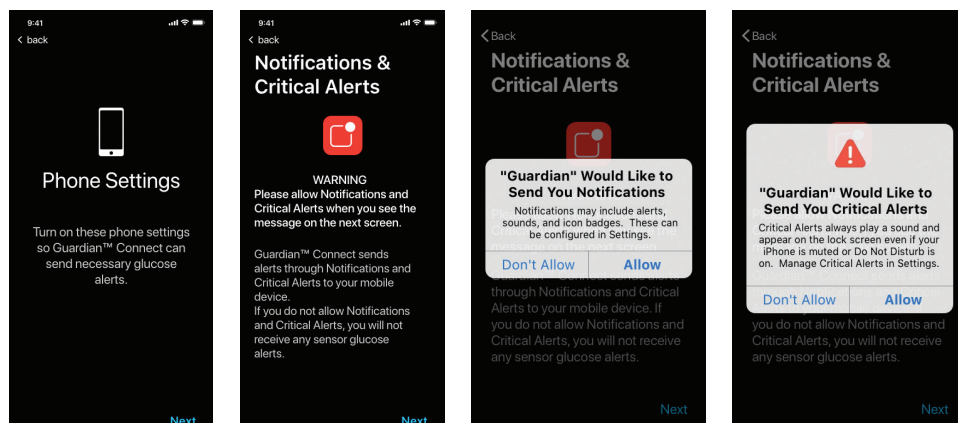 9:41
< back
Phone Settings
Turn on these phone settings
so Guardian™ Connect can
send necessary glucose
alerts.
Next
9:41
< back
Notifications &
Critical Alerts
WARNING
Please allow Notifications and
Critical Alerts when you see the
message on the next screen.
Guardian™ Connect sends
alerts through Notifications and
Critical Alerts to your mobile
device.
If you do not allow Notifications
and Critical Alerts, you will not
receive any sensor glucose
alerts.
Next
Back
Notifications &
Critical Alerts
"Guardian" Would Like to
Send You Notifications
Notifications may include alerts,
sounds, and icon badges. These can
be configured in Settings.
Don't Allow
Allow
through Notifications and Critical
Alerts to your mobile device. If
you do not allow Notifications and
Critical Alerts, you will not receive
any sensor glucose alerts.
Next
Back
Notifications &
Critical Alerts
"Guardian" Would Like to
Send You Critical Alerts
Critical Alerts always play a sound and
appear on the lock screen even if your
iPhone is muted or Do Not Disturb is
on. Manage Critical Alerts in Settings.
Don't Allow
Allow
you do not allow Notifications and
Critical Alerts, you will not receive
any sensor glucose alerts.
Next